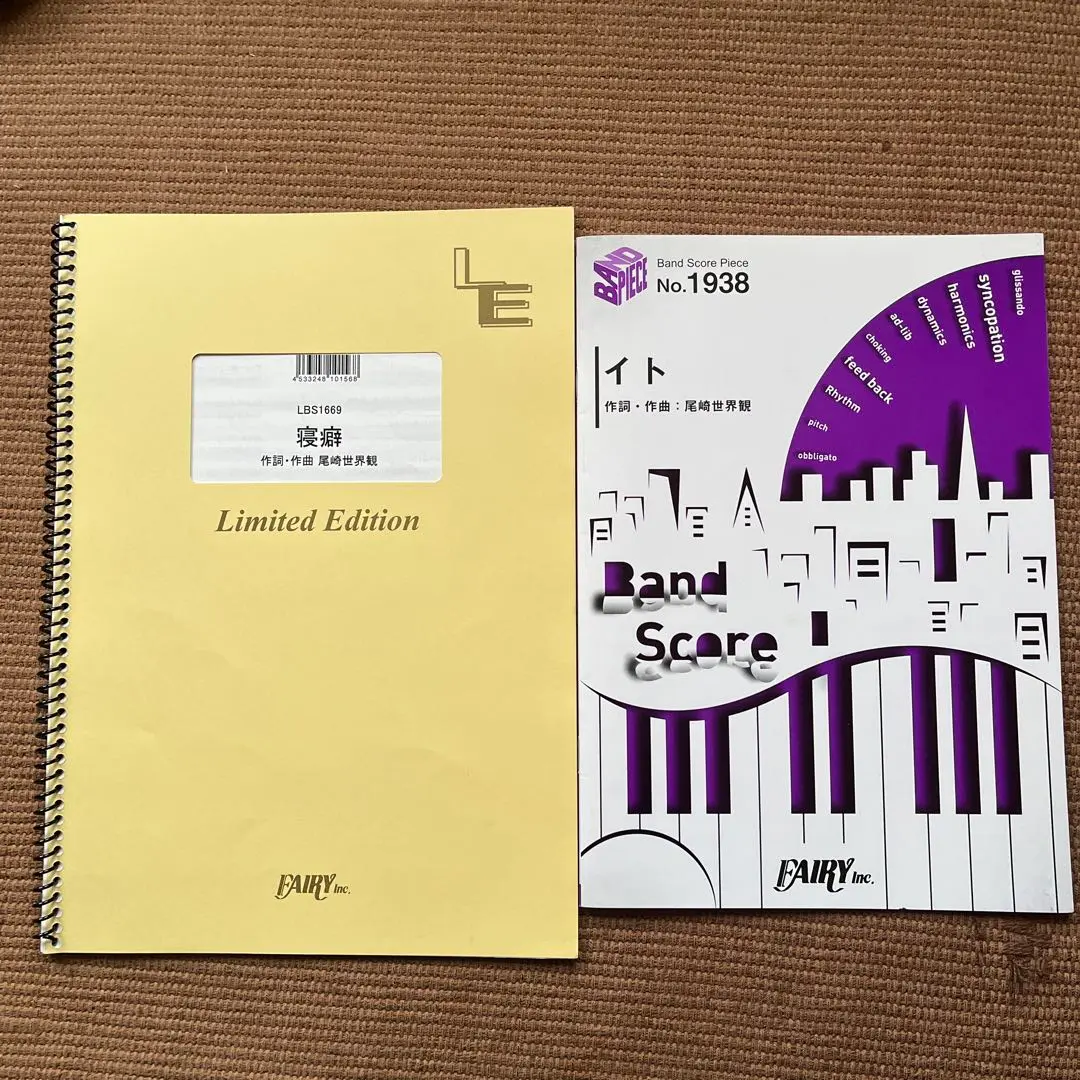 LE
4533248 101568
LBS1669
寝癖
作詞・作曲 尾崎世界観
Limited Edition
FAIRY Inc.
BAND PIECE
Band Score Piece
No.1938
イト
作詞・作曲：尾崎世界観
glissando
syncopation
harmonics
dynamics
ad-lib
choking
feed back
Rhythm
pitch
obbligato
Band
Score
FAIRY Inc.